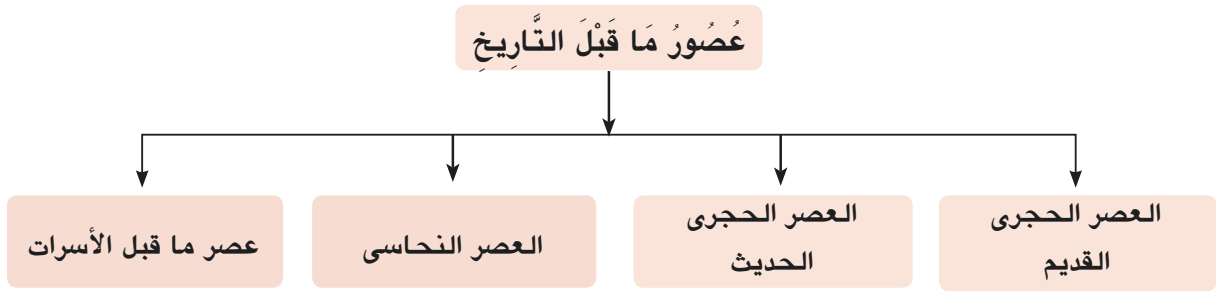 عُصُورُ مَا قَبْلَ التَّارِيخِ
العصر الحجرى
القديم
العصر الحجرى
الحديث
العصر النحاسى
عصر ما قبل الأسرات